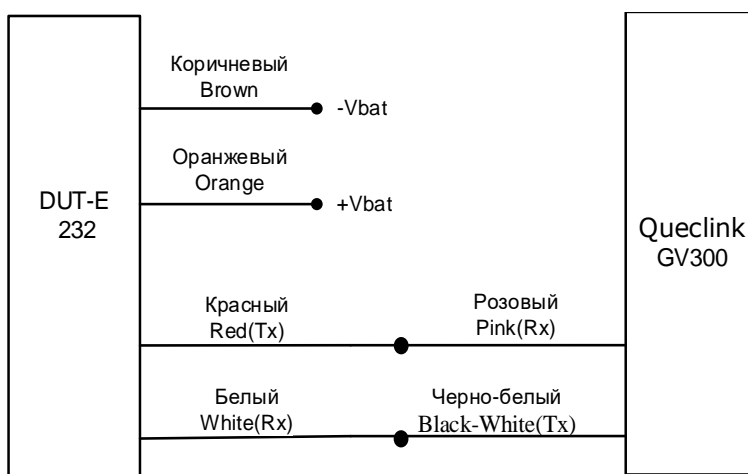 Коричневый
Brown
-Vbat
Оранжевый
Orange
+Vbat
DUT-E
232
Queclink
GV300
Красный
Red(Tx)
Розовый
Pink(Rx)
Белый
White(Rx)
Черно-белый
Black-White(Tx)